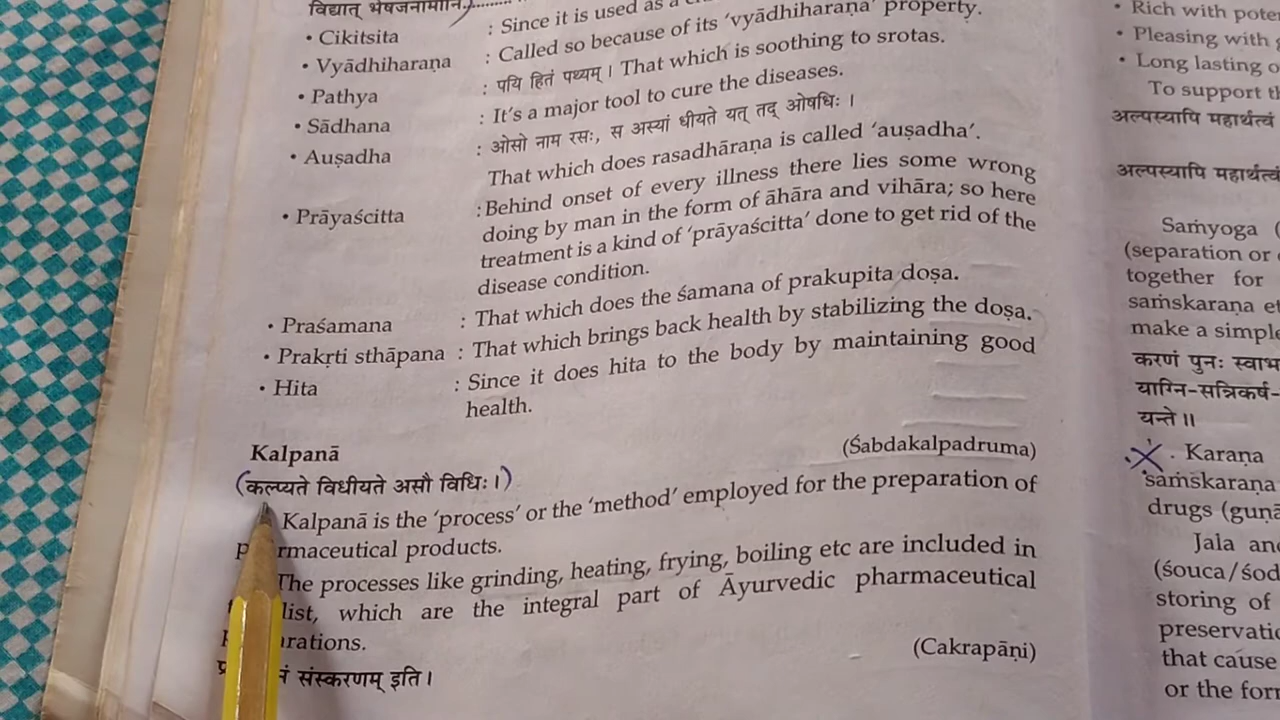 विद्यात् भेषजनामानि
• Cikitsita : Since it is used as a
• Vyādhiharaṇa : Called so because of its 'vyādhiharaṇa' property.
• Pathya : पयि हितं पथ्यम् । That which is soothing to srotas.
• Sādhana : It's a major tool to cure the diseases.
• Auṣadha : ओसो नाम रसः, स अस्यां धीयते यत् तद् ओषधिः ।
That which does rasadhāraṇa is called 'auṣadha'.
• Prāyaścitta : Behind onset of every illness there lies some wrong
doing by man in the form of āhāra and vihāra; so here
treatment is a kind of 'prāyaścitta' done to get rid of the
disease condition.
• Praśamana : That which does the śamana of prakupita doṣa.
• Prakṛti sthāpana : That which brings back health by stabilizing the doṣa.
• Hita : Since it does hita to the body by maintaining good
health.
Kalpanā
(कल्प्यते विधीयते असौ विधिः ।) (Śabdakalpadruma)
Kalpanā is the 'process' or the 'method' employed for the preparation of
rmaceutical products.
The processes like grinding, heating, frying, boiling etc are included in
list, which are the integral part of Āyurvedic pharmaceutical
rations.
संस्करणम् इति । (Cakrapāṇi)
• Rich with
• Pleasing with
• Long lasting
To support
अल्पस्यापि महार्थत्वं
अल्पस्यापि
Saṁyoga (
(separation or
together for
saṁskaraṇa
make a simple
करणं पुनः
याग्नि-सन्निकर्ष-
यन्ते ॥
Karaṇa
saṁskaraṇa
drugs
Jala
(śouca/
storing of
that cause
or the